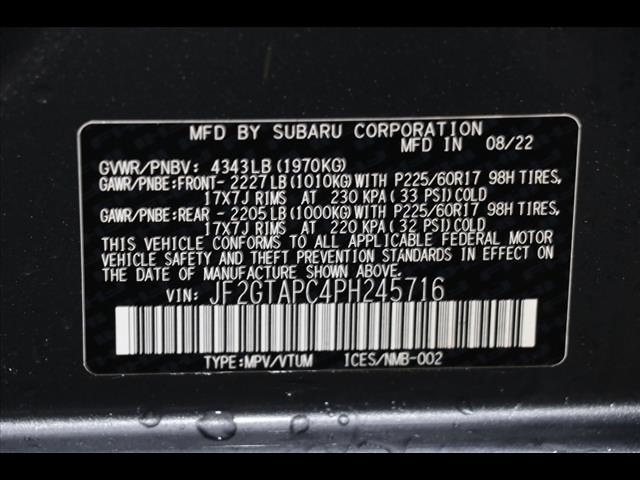 MFD BY SUBARU CORPORATION
MFD IN 08/22
GVWR/PNBV: 4343LB(1970KG)
GAWR/PNBE:FRONT-2227LB(1010KG)WITH P225/60R17 98H TIRES,
17X7J RIMS AT 230 KPA(33 PSI)COLD
GAWR/PNBE:REAR -2205LB(1000KG)WITH P225/60R17 98H TIRES,
17X7J RIMS AT 220 KPA(32 PSI)COLD
THIS VEHICLE CONFORMS TO ALL APPLICABLE FEDERAL MOTOR
VEHICLE SAFETY AND THEFT PREVENTION STANDARDS IN EFFECT ON
THE DATE OF MANUFACTURE SHOWN ABOVE.
VIN: JF2GTAPC4PH245716
TYPE:MPV/VTUM ICES/NMB-002